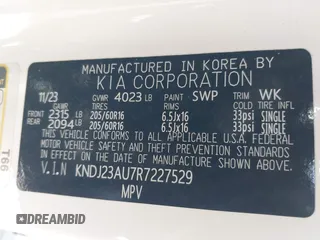 MANUFACTURED IN KOREA BY
KIA CORPORATION
11/23 GVWR 4023 LB PAINT SWP TRIM WK
GAWR TIRES RIMS COLD TIRE INFL
FRONT 2315 LB 205/60R16 6.5Jx16 33psi SINGLE
REAR 2094 LB 205/60R16 6.5Jx16 33psi SINGLE
THIS VEHICLE CONFORMS TO ALL APPLICABLE U.S.A. FEDERAL
MOTOR VEHICLE SAFETY, BUMPER, AND THEFT PREVENTION
STANDARDS IN EFFECT ON THE DATE OF MANUFACTURE SHOWN ABOVE.
V.I.N KNDJ23AU7R7227529
MPV
T66
DREAMBID
DREAMBID.COM